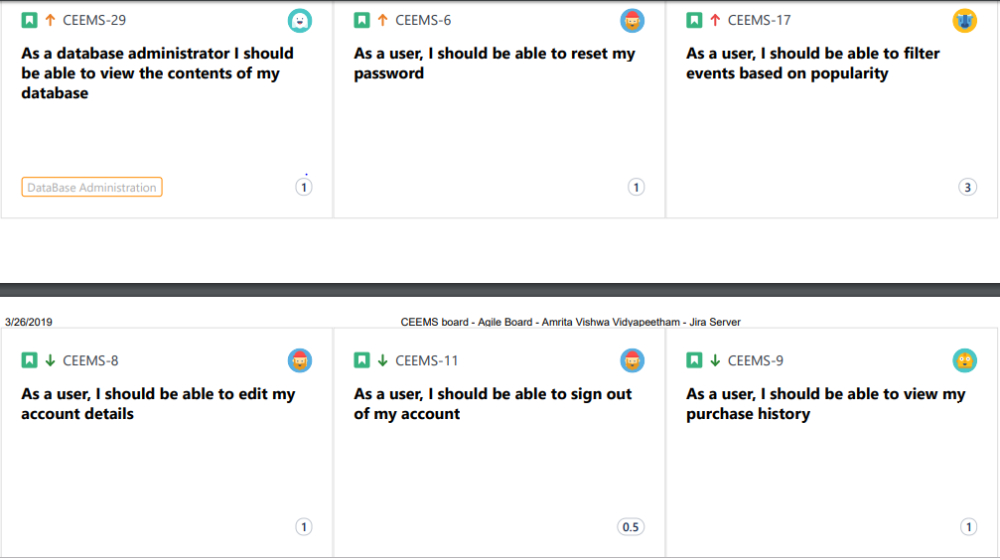 CEEMS-29
As a database administrator I should
be able to view the contents of my
database
DataBase Administration
1
CEEMS-6
As a user, I should be able to reset my
password
1
CEEMS-17
As a user, I should be able to filter
events based on popularity
3
3/26/2019
CEEMS board - Agile Board - Amrita Vishwa Vidyapeetham - Jira Server
CEEMS-8
As a user, I should be able to edit my
account details
1
CEEMS-11
As a user, I should be able to sign out
of my account
0.5
CEEMS-9
As a user, I should be able to view my
purchase history
1